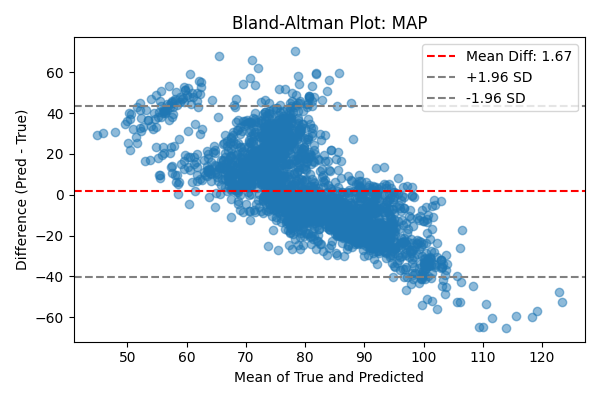 Bland-Altman Plot: MAP
Mean Diff: 1.67
+1.96 SD
-1.96 SD
Difference (Pred - True)
60
40
20
0
−20
−40
−60
50 60 70 80 90 100 110 120
Mean of True and Predicted